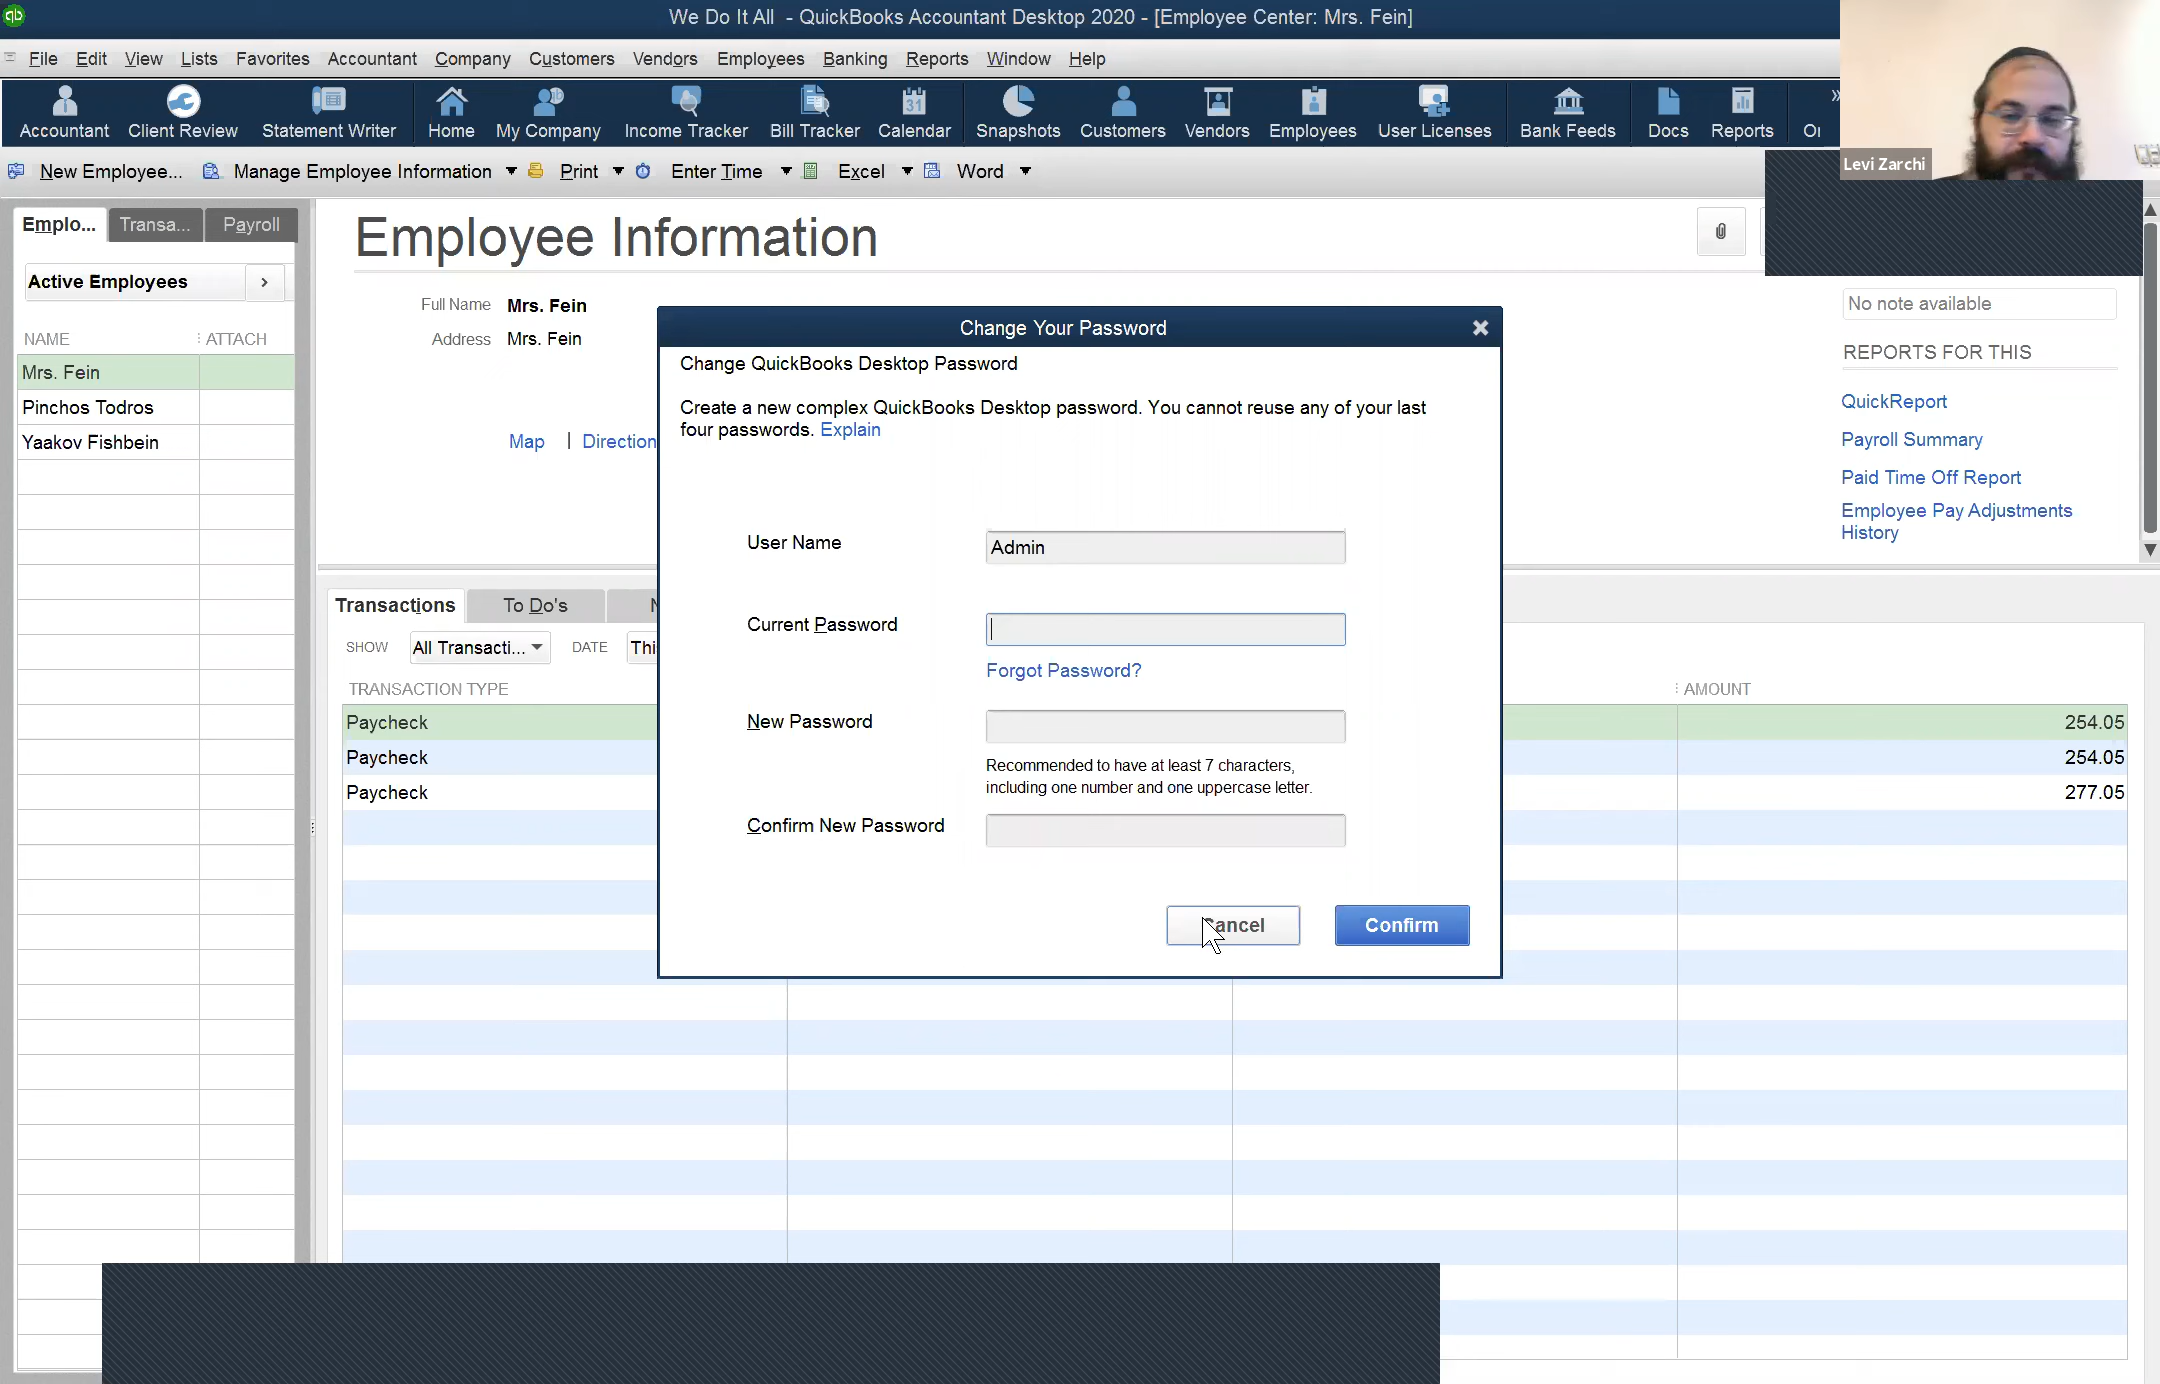 We Do It All - QuickBooks Accountant Desktop 2020 - [Employee Center: Mrs. Fein]
File Edit View Lists Favorites Accountant Company Customers Vendors Employees Banking Reports Window Help
Accountant Client Review Statement Writer Home My Company Income Tracker Bill Tracker Calendar Snapshots Customers Vendors Employees User Licenses Bank Feeds Docs Reports
31
Levi Zarchi
New Employee... Manage Employee Information Print Enter Time Excel Word
Emplo... Transa... Payroll
Employee Information
Active Employees
NAME ATTACH
Mrs. Fein
Pinchos Todros
Yaakov Fishbein
Full Name Mrs. Fein
Address Mrs. Fein
Map | Direction
No note available
REPORTS FOR THIS
QuickReport
Payroll Summary
Paid Time Off Report
Employee Pay Adjustments
History
Change Your Password
Change QuickBooks Desktop Password
Create a new complex QuickBooks Desktop password. You cannot reuse any of your last
four passwords. Explain
User Name Admin
Current Password
Forgot Password?
New Password
Recommended to have at least 7 characters,
including one number and one uppercase letter.
Confirm New Password
Cancel Confirm
Transactions To Do's
SHOW All Transacti... DATE Thi
TRANSACTION TYPE AMOUNT
Paycheck 254.05
Paycheck 254.05
Paycheck 277.05